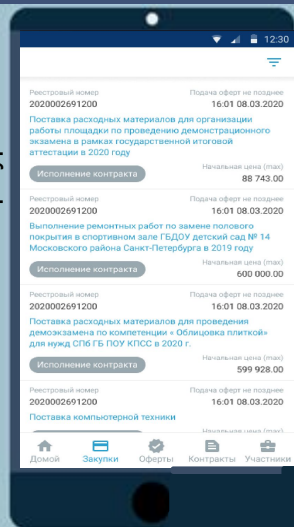 12:30
Реестровый номер Подача оферт не позднее
2020002691200 16:01 08.03.2020
Поставка расходных материалов для организации
работы площадки по проведению демонстрационного
экзамена в рамках государственной итоговой
аттестации в 2020 году
Начальная цена (max)
Исполнение контракта 88 743.00
Реестровый номер Подача оферт не позднее
2020002691200 16:01 08.03.2020
Выполнение ремонтных работ по замене полового
покрытия в спортивном зале ГБДОУ детский сад № 14
Московского района Санкт-Петербурга в 2019 году
Начальная цена (max)
Исполнение контракта 600 000.00
Реестровый номер Подача оферт не позднее
2020002691200 16:01 08.03.2020
Поставка расходных материалов для проведения
демоэкзамена по компетенции « Облицовка плиткой»
для нужд СПб ГБ ПОУ КПСС в 2020 г.
Начальная цена (max)
Исполнение контракта 599 928.00
Реестровый номер Подача оферт не позднее
2020002691200 16:01 08.03.2020
Поставка компьютерной техники
Начальная цена (max)
Домой Закупки Оферты Контракты Участники